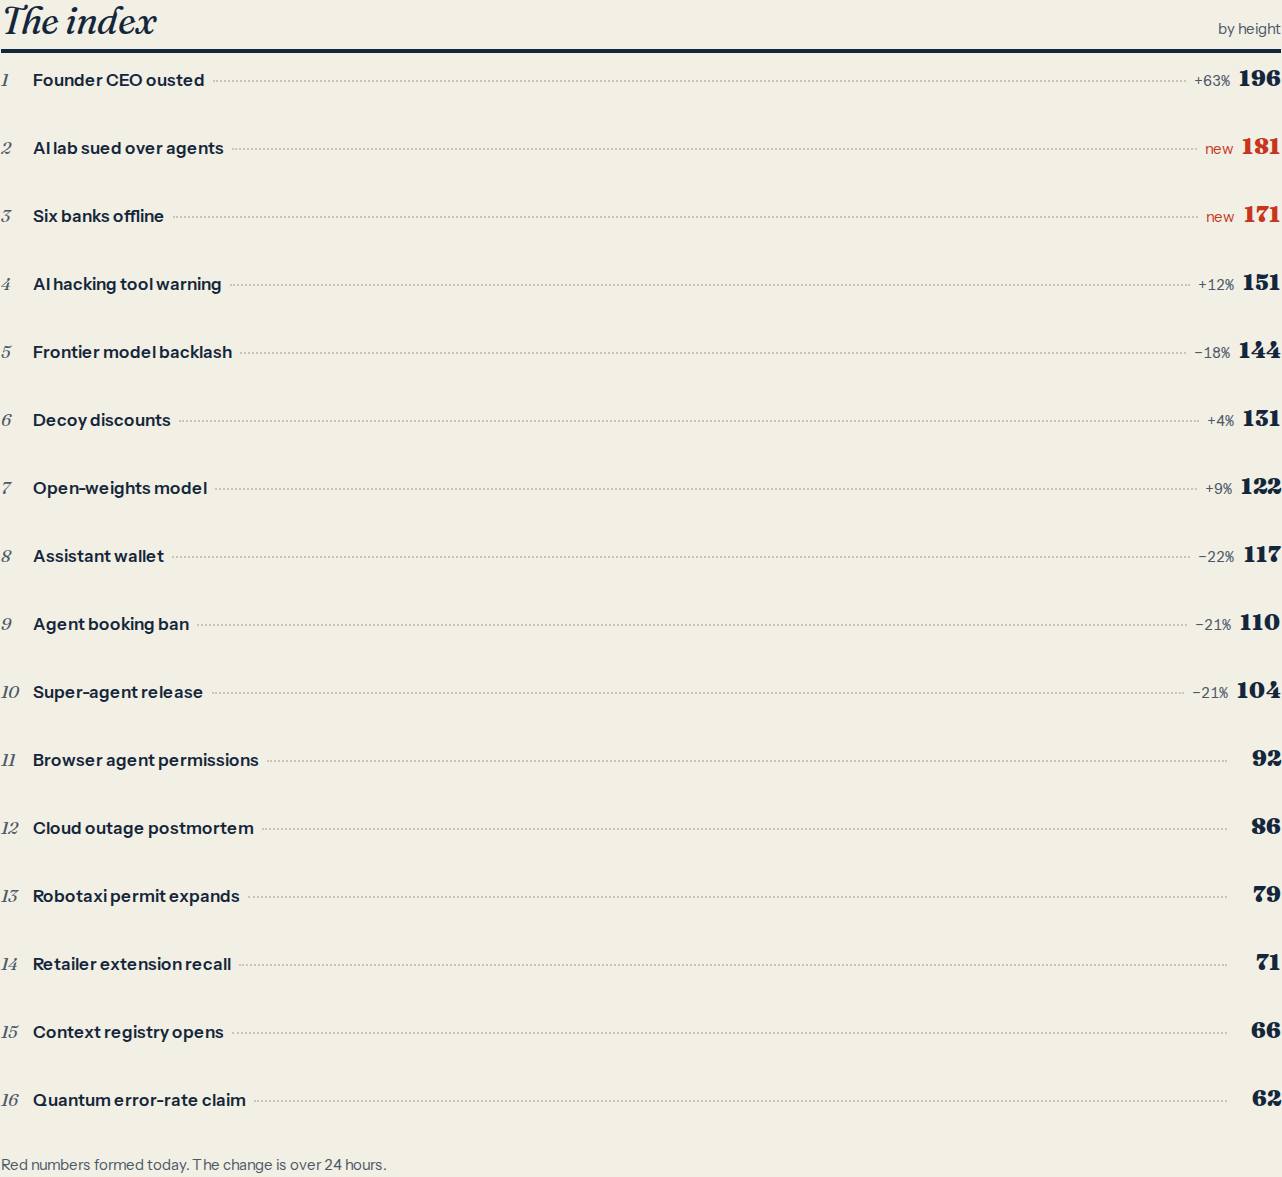 The index
by height
1 Founder CEO ousted +63% 196
2 AI lab sued over agents new 181
3 Six banks offline new 171
4 AI hacking tool warning +12% 151
5 Frontier model backlash −18% 144
6 Decoy discounts +4% 131
7 Open-weights model +9% 122
8 Assistant wallet −22% 117
9 Agent booking ban −21% 110
10 Super-agent release −21% 104
11 Browser agent permissions 92
12 Cloud outage postmortem 86
13 Robotaxi permit expands 79
14 Retailer extension recall 71
15 Context registry opens 66
16 Quantum error-rate claim 62
Red numbers formed today. The change is over 24 hours.